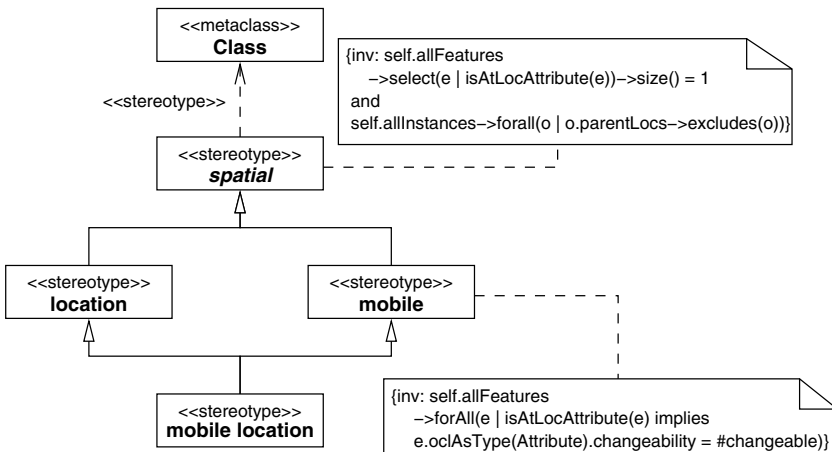 <<metaclass>>
Class
<<stereotype>>
{inv: self.allFeatures
−>select(e | isAtLocAttribute(e))−>size() = 1
and
self.allInstances−>forall(o | o.parentLocs−>excludes(o))}
<<stereotype>>
spatial
<<stereotype>>
location
<<stereotype>>
mobile
<<stereotype>>
mobile location
{inv: self.allFeatures
−>forAll(e | isAtLocAttribute(e) implies
e.oclAsType(Attribute).changeability = #changeable)}